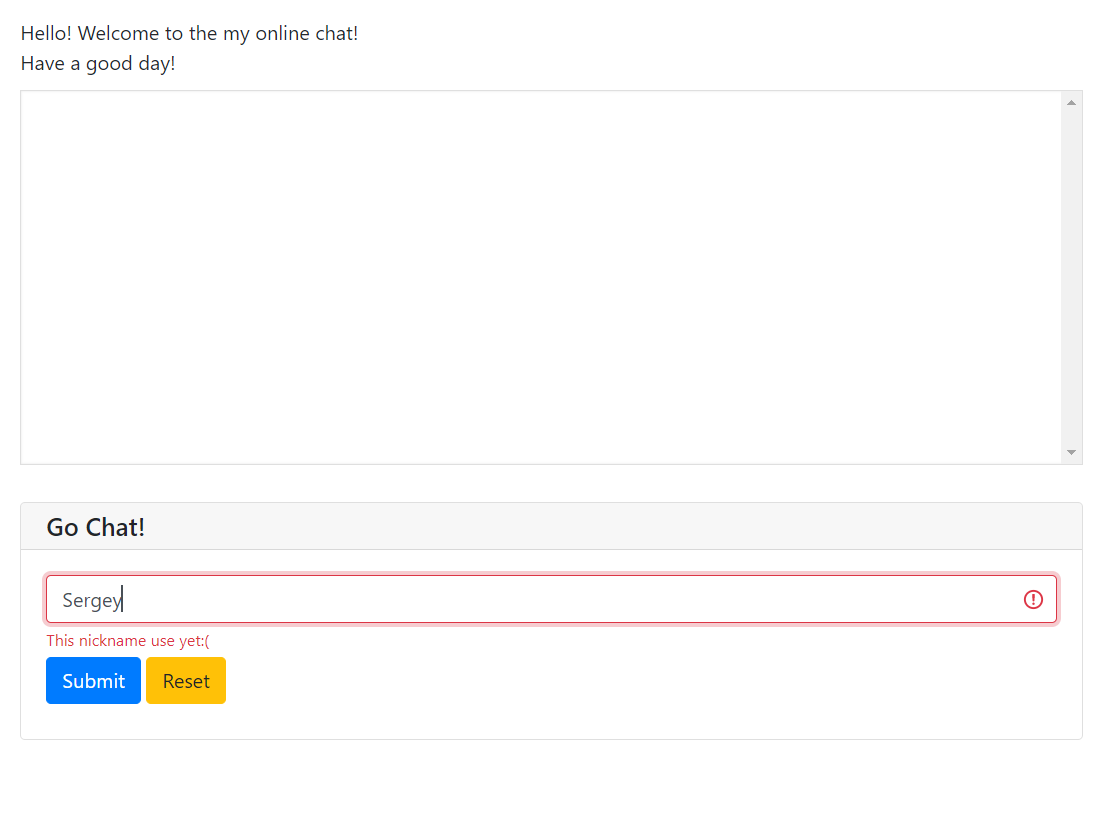 Hello! Welcome to the my online chat!
Have a good day!
Go Chat!
Sergey
This nickname use yet:(
Submit Reset